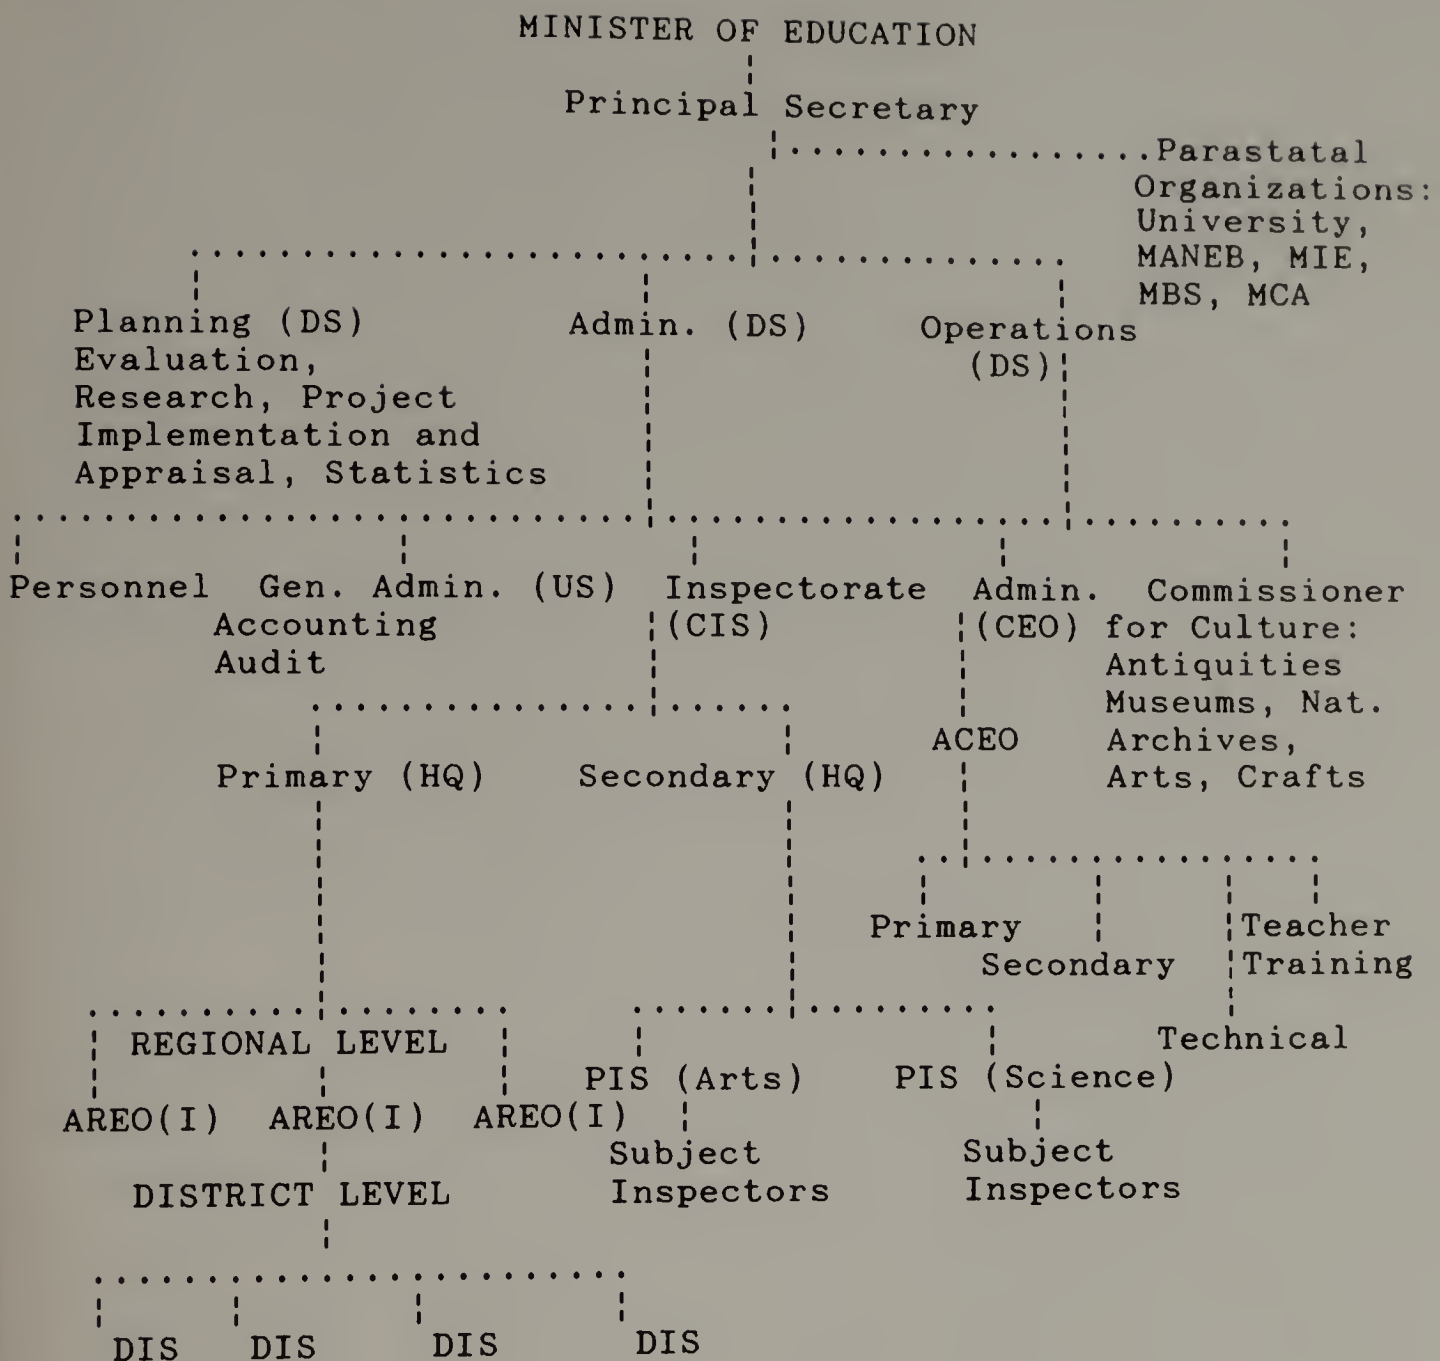 MINISTER OF EDUCATION
Principal Secretary
Parastatal
Organizations:
University,
MANEB, MIE,
MBS, MCA
Planning (DS)
Evaluation,
Research, Project
Implementation and
Appraisal, Statistics
Admin. (DS)
Operations
(DS)
Personnel
Gen. Admin. (US)
Accounting
Audit
Inspectorate
(CIS)
Admin.
(CEO)
Commissioner
for Culture:
Antiquities
Museums, Nat.
Archives,
Arts, Crafts
Primary (HQ)
Secondary (HQ)
ACEO
Primary
Secondary
Teacher
Training
Technical
REGIONAL LEVEL
AREO(I)
AREO(I)
AREO(I)
PIS (Arts)
PIS (Science)
Subject
Inspectors
Subject
Inspectors
DISTRICT LEVEL
DIS
DIS
DIS
DIS